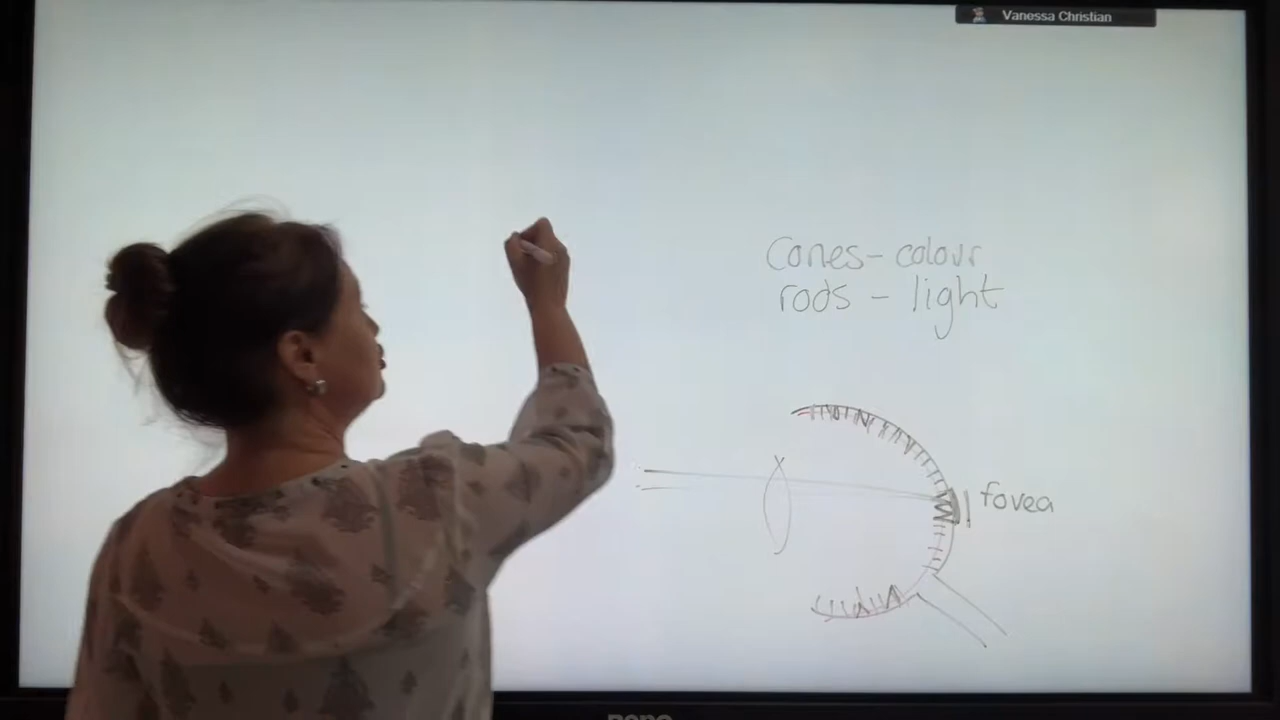 Vanessa Christian
Cones – colour
rods – light
fovea